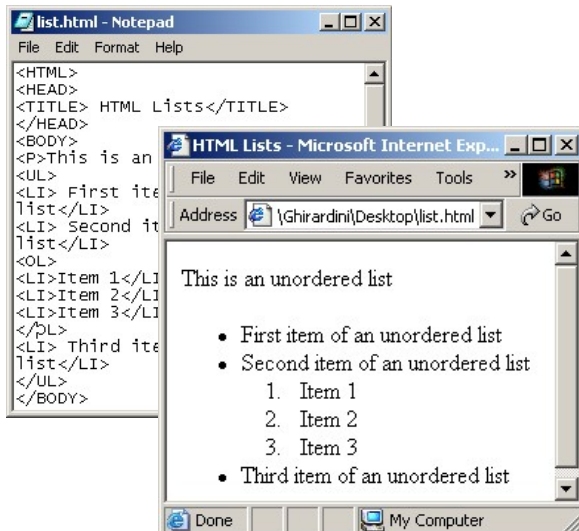 list.html - Notepad
File Edit Format Help
<HTML>
<HEAD>
<TITLE> HTML Lists</TITLE>
</HEAD>
<BODY>
<P>This is an
<UL>
<LI> First ite
list</LI>
<LI> Second it
list</LI>
<OL>
<LI>Item 1</LI
<LI>Item 2</LI
<LI>Item 3</LI
</OL>
<LI> Third ite
list</LI>
</UL>
</BODY>
HTML Lists - Microsoft Internet Exp...
File Edit View Favorites Tools »
Address \Ghirardini\Desktop\list.html Go
This is an unordered list
• First item of an unordered list
• Second item of an unordered list
1. Item 1
2. Item 2
3. Item 3
• Third item of an unordered list
Done My Computer